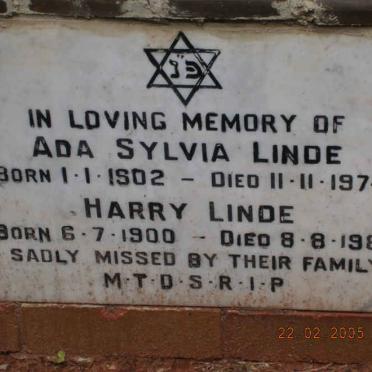 פ נ
IN LOVING MEMORY OF
ADA SYLVIA LINDE
BORN 1·1·1902 – DIED 11·11·197
HARRY LINDE
BORN 6·7·1900 – DIED 8·8·198
SADLY MISSED BY THEIR FAMILY
M·T·D·S·R·I·P
22 02 2005